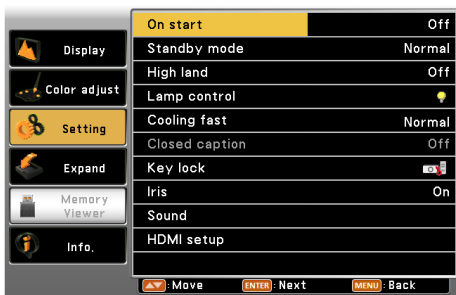 Display
Color adjust
Setting
Expand
Memory
Viewer
Info.
On start Off
Standby mode Normal
High land Off
Lamp control
Cooling fast Normal
Closed caption Off
Key lock
Iris On
Sound
HDMI setup
:Move ENTER :Next MENU :Back